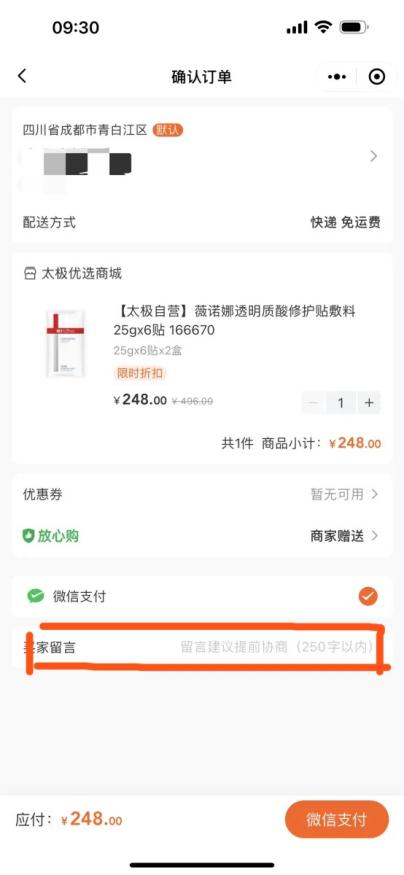 09:30
确认订单
四川省成都市青白江区 默认
配送方式 快递 免运费
太极优选商城
【太极自营】薇诺娜透明质酸修护贴敷料
25gx6贴 166670
25gx6贴x2盒
限时折扣
¥248.00 ¥496.00 − 1 +
共1件 商品小计：¥248.00
优惠券 暂无可用
放心购 商家赠送
微信支付
买家留言 留言建议提前协商（250字以内）
应付：¥248.00 微信支付